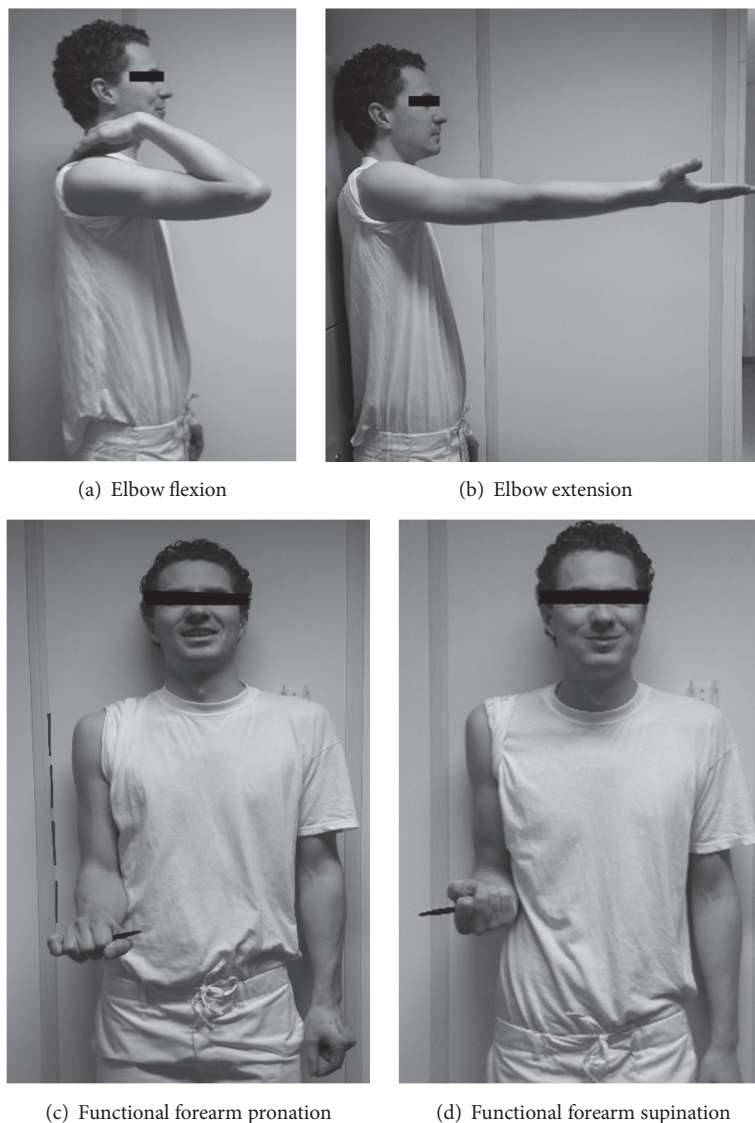 (a) Elbow flexion
(b) Elbow extension
(c) Functional forearm pronation
(d) Functional forearm supination